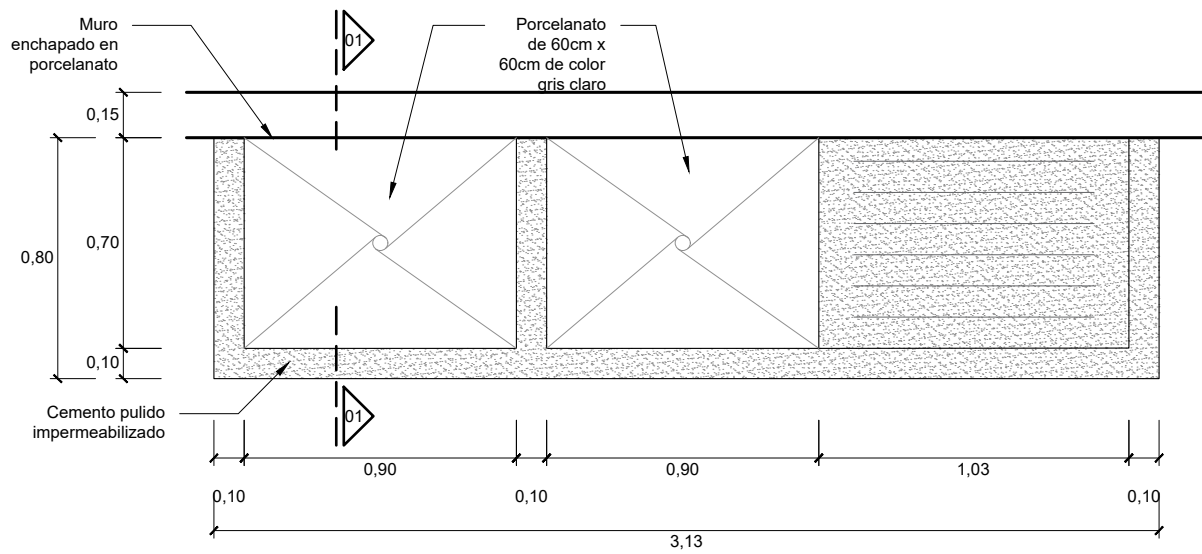 Muro
enchapado en
porcelanato
01
Porcelanato
de 60cm x
60cm de color
gris claro
0,15
0,80
0,70
0,10
Cemento pulido
impermeabilizado
01
0,90
0,90
1,03
0,10
0,10
0,10
3,13